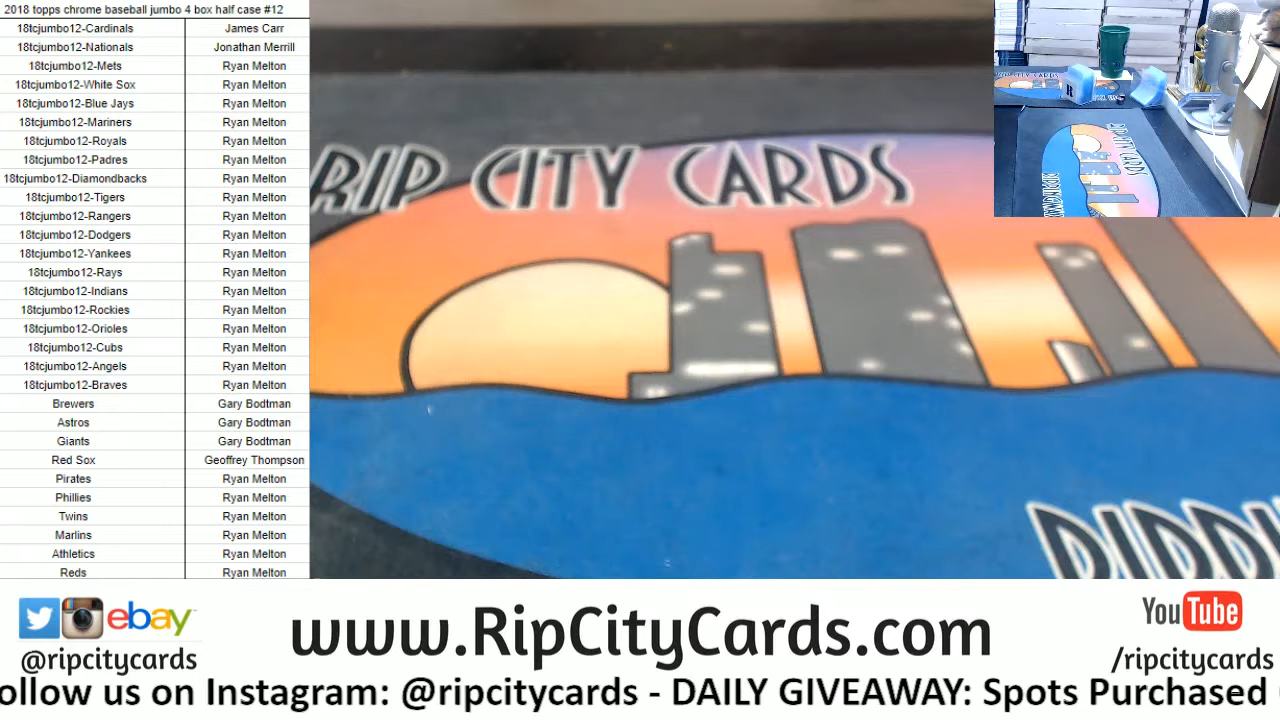 2018 topps chrome baseball jumbo 4 box half case #12
18tcjumbo12-Cardinals James Carr
18tcjumbo12-Nationals Jonathan Merrill
18tcjumbo12-Mets Ryan Melton
18tcjumbo12-White Sox Ryan Melton
18tcjumbo12-Blue Jays Ryan Melton
18tcjumbo12-Mariners Ryan Melton
18tcjumbo12-Royals Ryan Melton
18tcjumbo12-Padres Ryan Melton
18tcjumbo12-Diamondbacks Ryan Melton
18tcjumbo12-Tigers Ryan Melton
18tcjumbo12-Rangers Ryan Melton
18tcjumbo12-Dodgers Ryan Melton
18tcjumbo12-Yankees Ryan Melton
18tcjumbo12-Rays Ryan Melton
18tcjumbo12-Indians Ryan Melton
18tcjumbo12-Rockies Ryan Melton
18tcjumbo12-Orioles Ryan Melton
18tcjumbo12-Cubs Ryan Melton
18tcjumbo12-Angels Ryan Melton
18tcjumbo12-Braves Ryan Melton
Brewers Gary Bodtman
Astros Gary Bodtman
Giants Gary Bodtman
Red Sox Geoffrey Thompson
Pirates Ryan Melton
Phillies Ryan Melton
Twins Ryan Melton
Marlins Ryan Melton
Athletics Ryan Melton
Reds Ryan Melton
RIP CITY CARDS
RIP CITY CARDS
ebay
@ripcitycards
www.RipCityCards.com
YouTube
/ripcitycards
ollow us on Instagram: @ripcitycards - DAILY GIVEAWAY: Spots Purchased